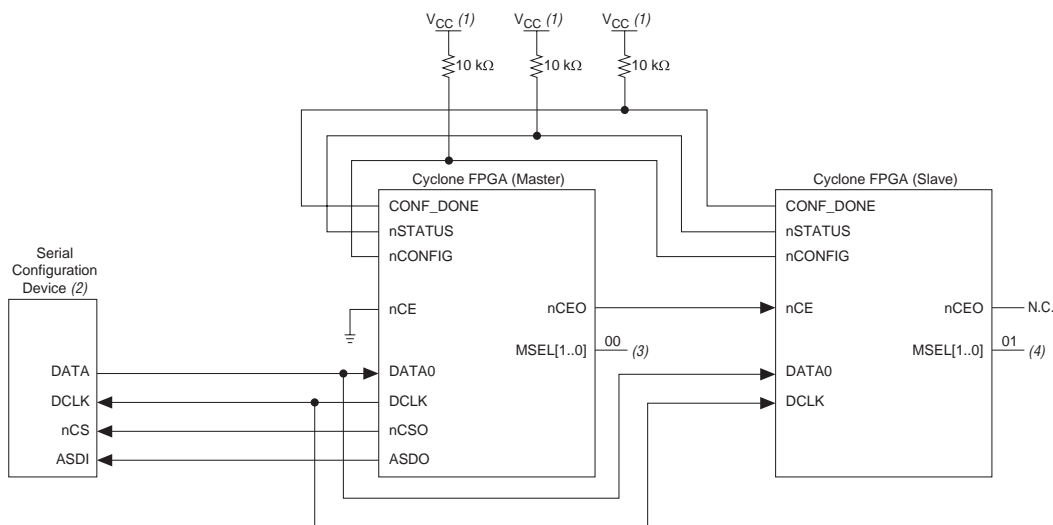 VCC (1) VCC (1) VCC (1)
10 kΩ 10 kΩ 10 kΩ
Cyclone FPGA (Master)
CONF_DONE
nSTATUS
nCONFIG
nCE
nCEO
MSEL[1..0] 00 (3)
DATA0
DCLK
nCSO
ASDO
Cyclone FPGA (Slave)
CONF_DONE
nSTATUS
nCONFIG
nCE
nCEO N.C.
MSEL[1..0] 01 (4)
DATA0
DCLK
Serial
Configuration
Device (2)
DATA
DCLK
nCS
ASDI